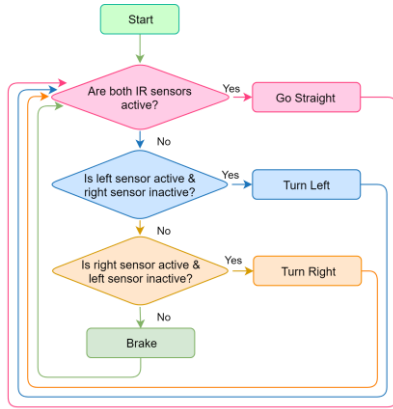 Start
Are both IR sensors
active?
Yes
Go Straight
No
Is left sensor active &
right sensor inactive?
Yes
Turn Left
No
Is right sensor active &
left sensor inactive?
Yes
Turn Right
No
Brake